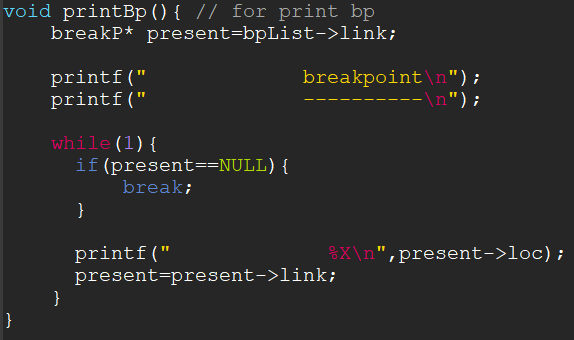 void printBp(){ // for print bp
    breakP* present=bpList->link;

    printf("             breakpoint\n");
    printf("             ----------\n");

    while(1){
      if(present==NULL){
          break;
      }

      printf("             %X\n",present->loc);
      present=present->link;
    }
}